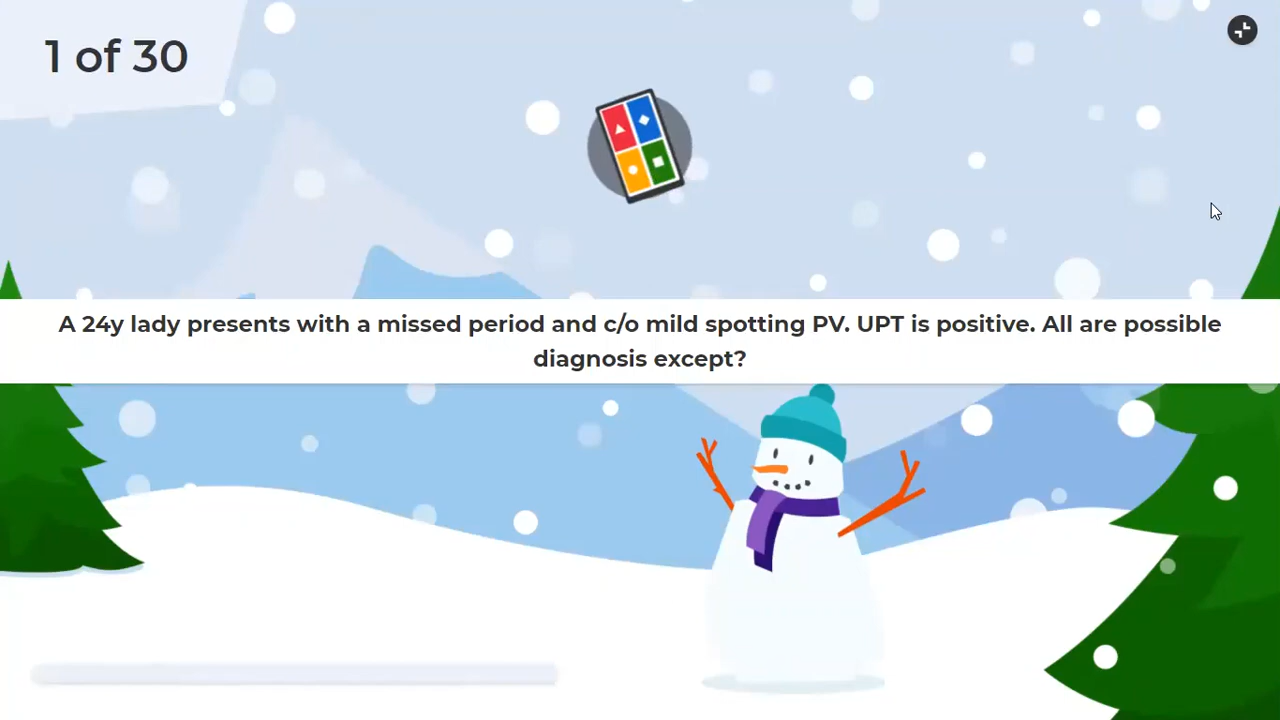 1 of 30
A 24y lady presents with a missed period and c/o mild spotting PV. UPT is positive. All are possible
diagnosis except?